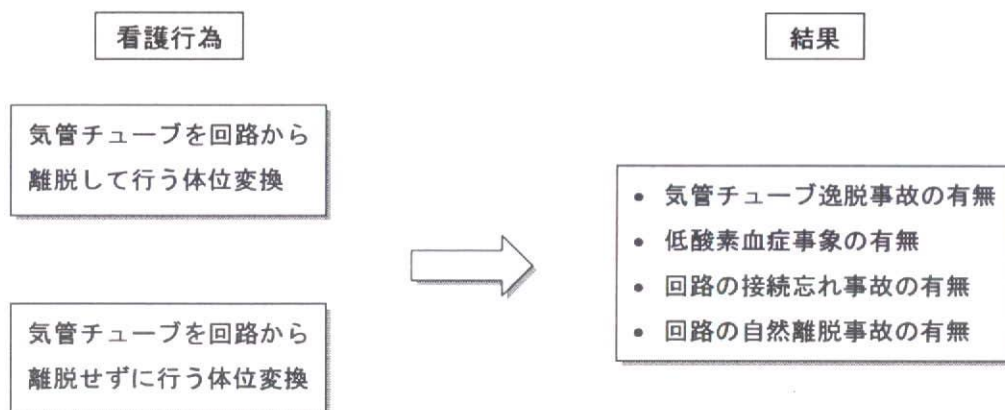 看護行為
結果
気管チューブを回路から
離脱して行う体位変換
気管チューブを回路から
離脱せずに行う体位変換
• 気管チューブ逸脱事故の有無
• 低酸素血症事象の有無
• 回路の接続忘れ事故の有無
• 回路の自然離脱事故の有無